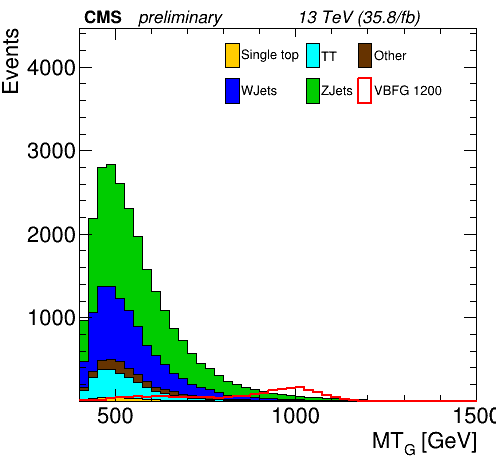 CMS preliminary 13 TeV (35.8/fb)
Events
Single top TT Other
WJets ZJets VBFG 1200
4000
3000
2000
1000
500 1000 1500
MT_G [GeV]